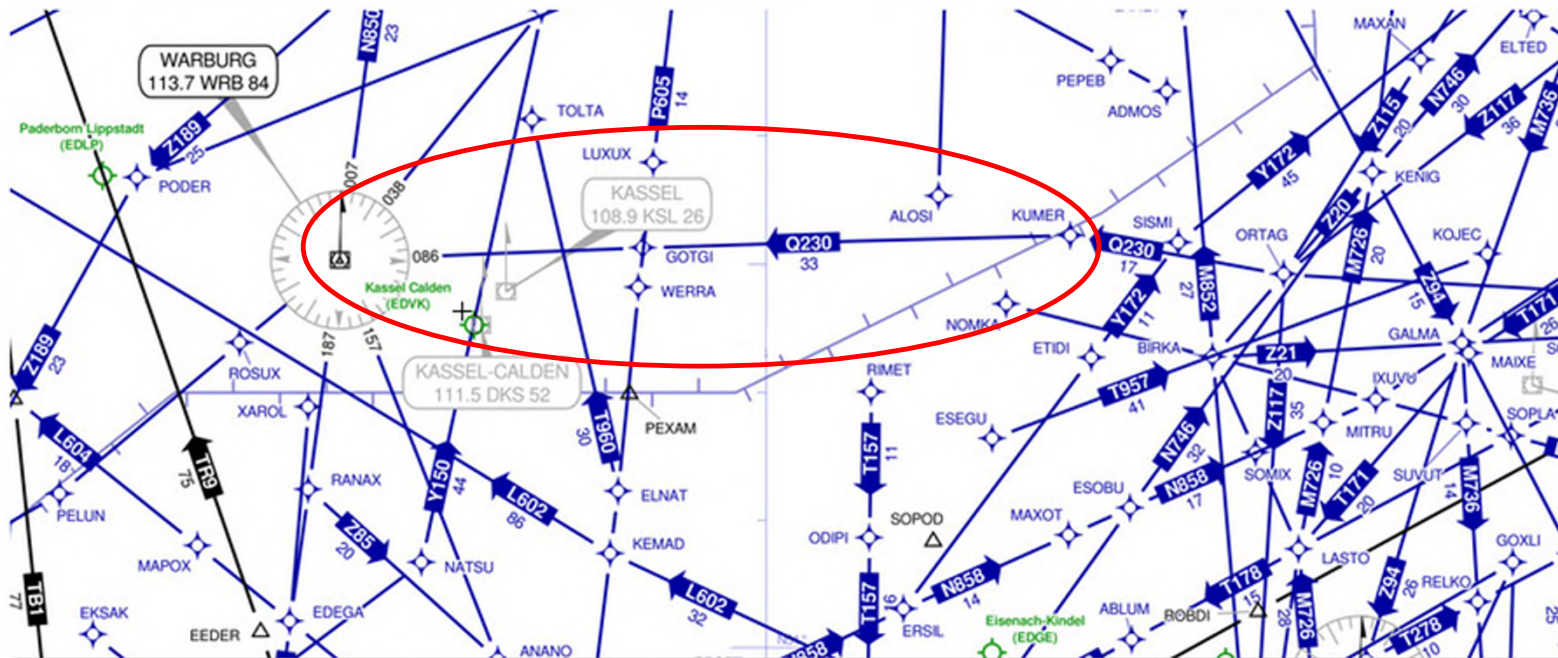 N850
23
MAXAN
ELTED
WARBURG
113.7 WRB 84
P605
14
PEPEB
ADMOS
N746
30
Z115
20
Z117
36
M736
Paderborn Lippstadt
(EDLP)
Z189
25
TOLTA
LUXUX
PODER
007
038
KASSEL
108.9 KSL 26
ALOSI
KUMER
SISMI
Y172
45
KENIG
Z20
ORTAG
KOJEC
086
GOTGI
Q230
33
Q230
17
M726
20
WERRA
Kassel Calden
(EDVK)
NOMKA
Y172
11
M852
27
Z94
15
T171
26
187
157
KASSEL-CALDEN
111.5 DKS 52
ETIDI
BIRKA
Z21
20
GALMA
MAIXE
Z189
23
ROSUX
RIMET
IXUVU
T957
41
Z117
35
XAROL
PEXAM
ESEGU
MITRU
SOPLA
L604
18
TR9
75
T960
30
T157
11
N746
32
SOMIX
M726
10
T171
20
SUVUT
M736
14
RANAX
Y150
44
L602
86
ELNAT
ESOBU
N858
17
PELUN
Z85
20
SOPOD
MAXOT
MAPOX
NATSU
KEMAD
ODIPI
LASTO
GOXLI
TB1
77
EKSAK
EDEGA
EEDER
L602
32
T157
16
N858
14
ERSIL
ABLUM
T178
15
ROBDI
M726
28
Z94
26
RELKO
T278
10
25
Eisenach-Kindel
(EDGE)
ANANO
N858